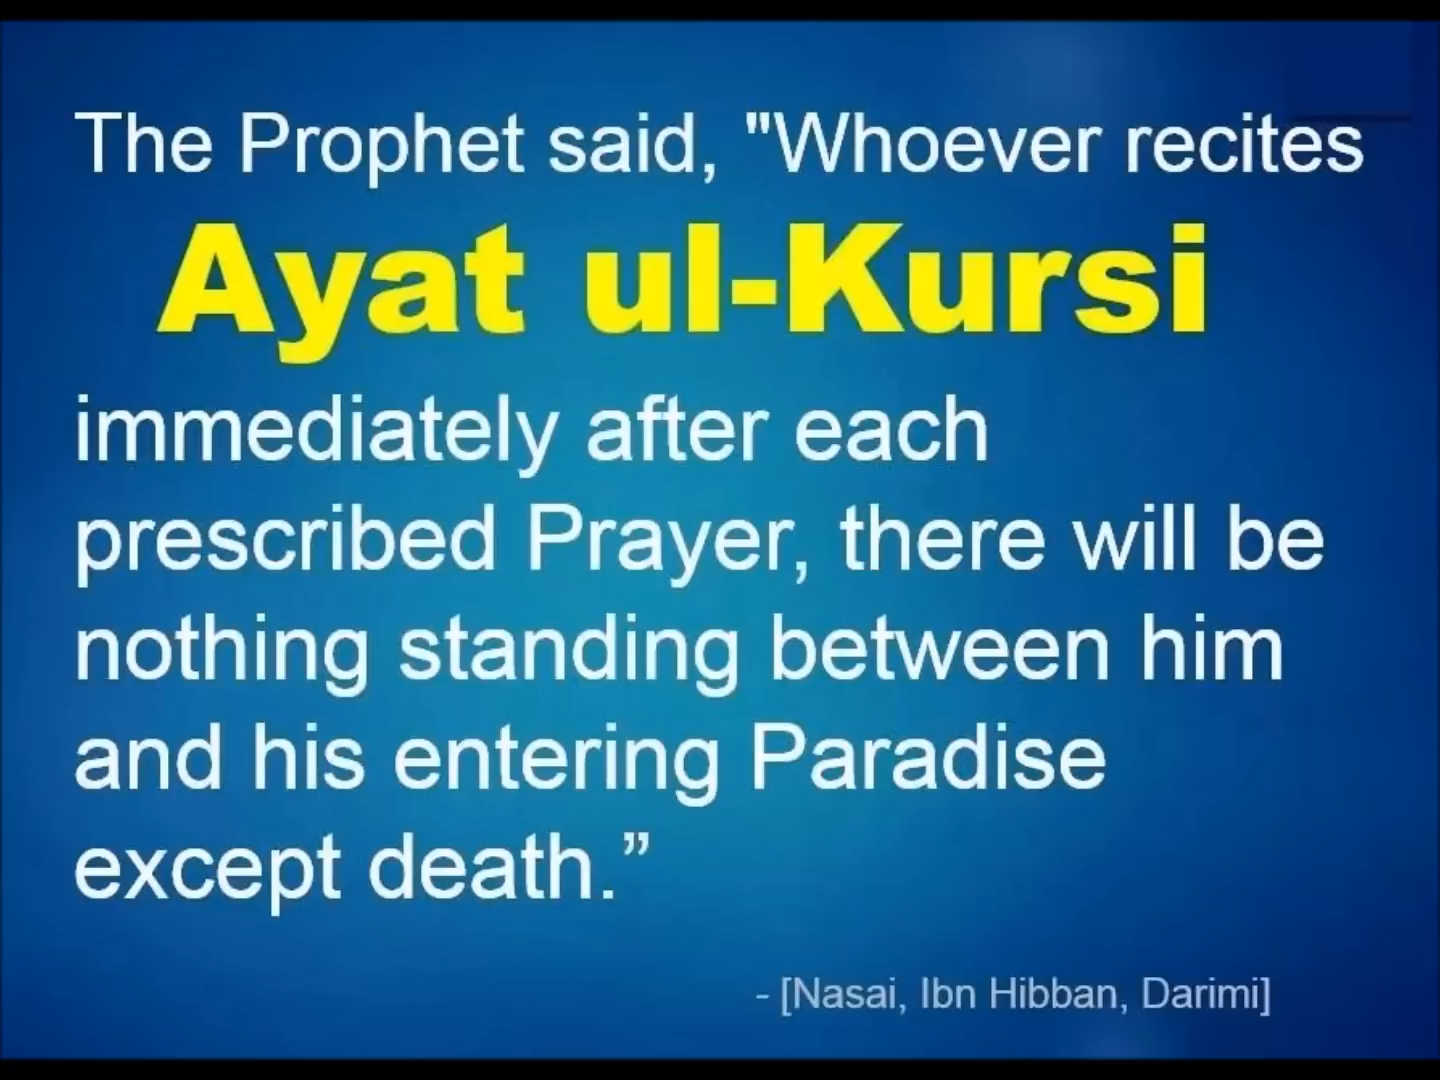 The Prophet said, "Whoever recites
Ayat ul-Kursi
immediately after each
prescribed Prayer, there will be
nothing standing between him
and his entering Paradise
except death.”
- [Nasai, Ibn Hibban, Darimi]